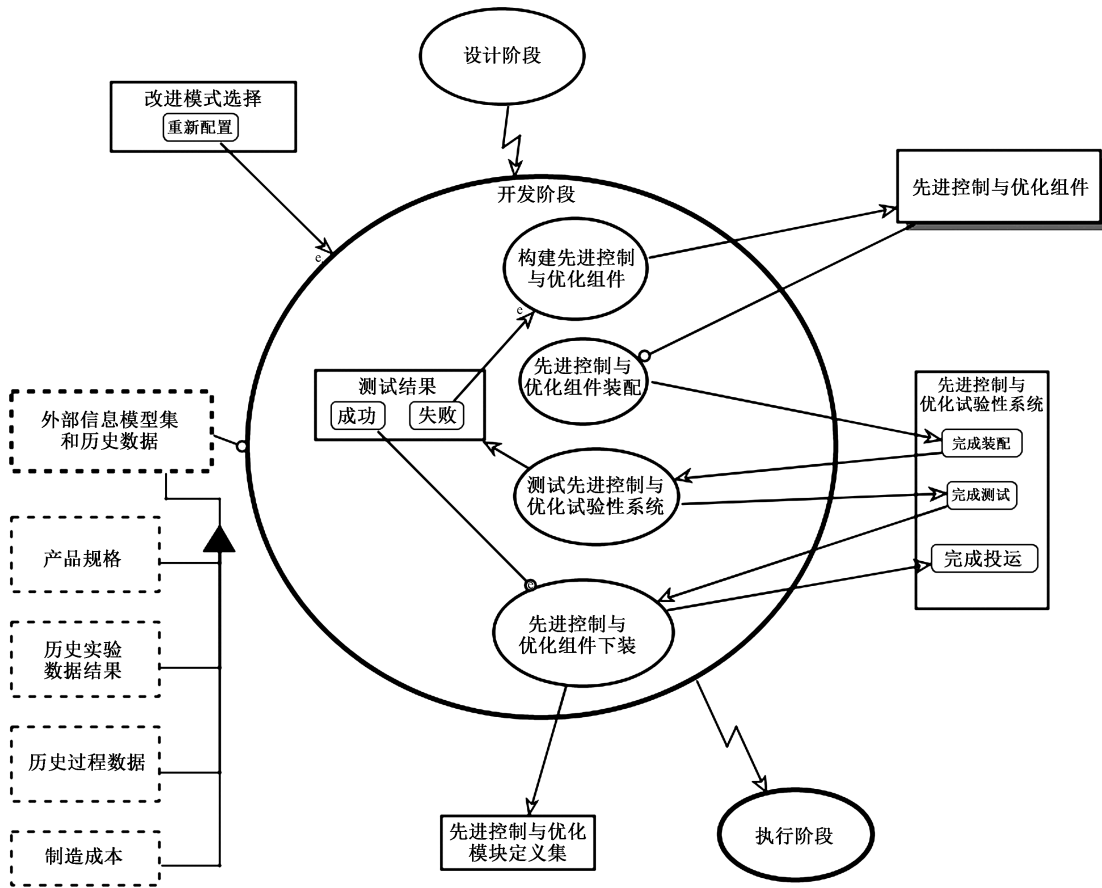 设计阶段
改进模式选择
重新配置
先进控制与优化组件
开发阶段
e
构建先进控制
与优化组件
e
先进控制与
优化组件装配
测试结果
成功
失败
先进控制与
优化试验性系统
完成装配
完成测试
完成投运
外部信息模型集
和历史数据
测试先进控制与
优化试验性系统
产品规格
历史实验
数据结果
历史过程数据
制造成本
c
先进控制与
优化组件下装
先进控制与优化
模块定义集
执行阶段